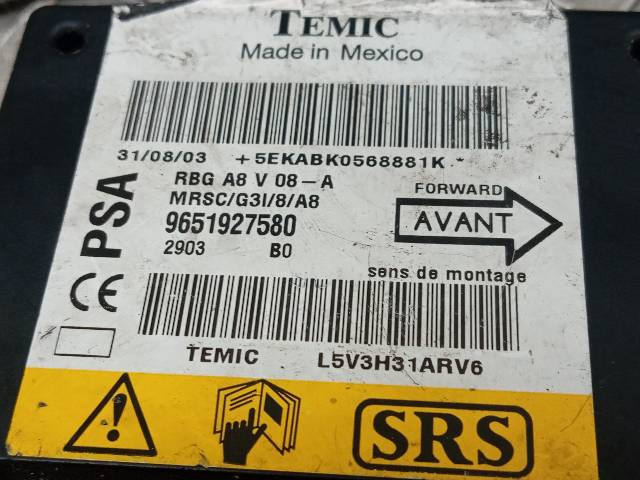 TEMIC
Made in Mexico
31/08/03 +5EKABK0568881K *
PSA
RBG A8 V 08-A
MRSC/G3I/8/A8
9651927580
2903 B0
FORWARD
AVANT
sens de montage
CE
TEMIC L5V3H31ARV6
SRS